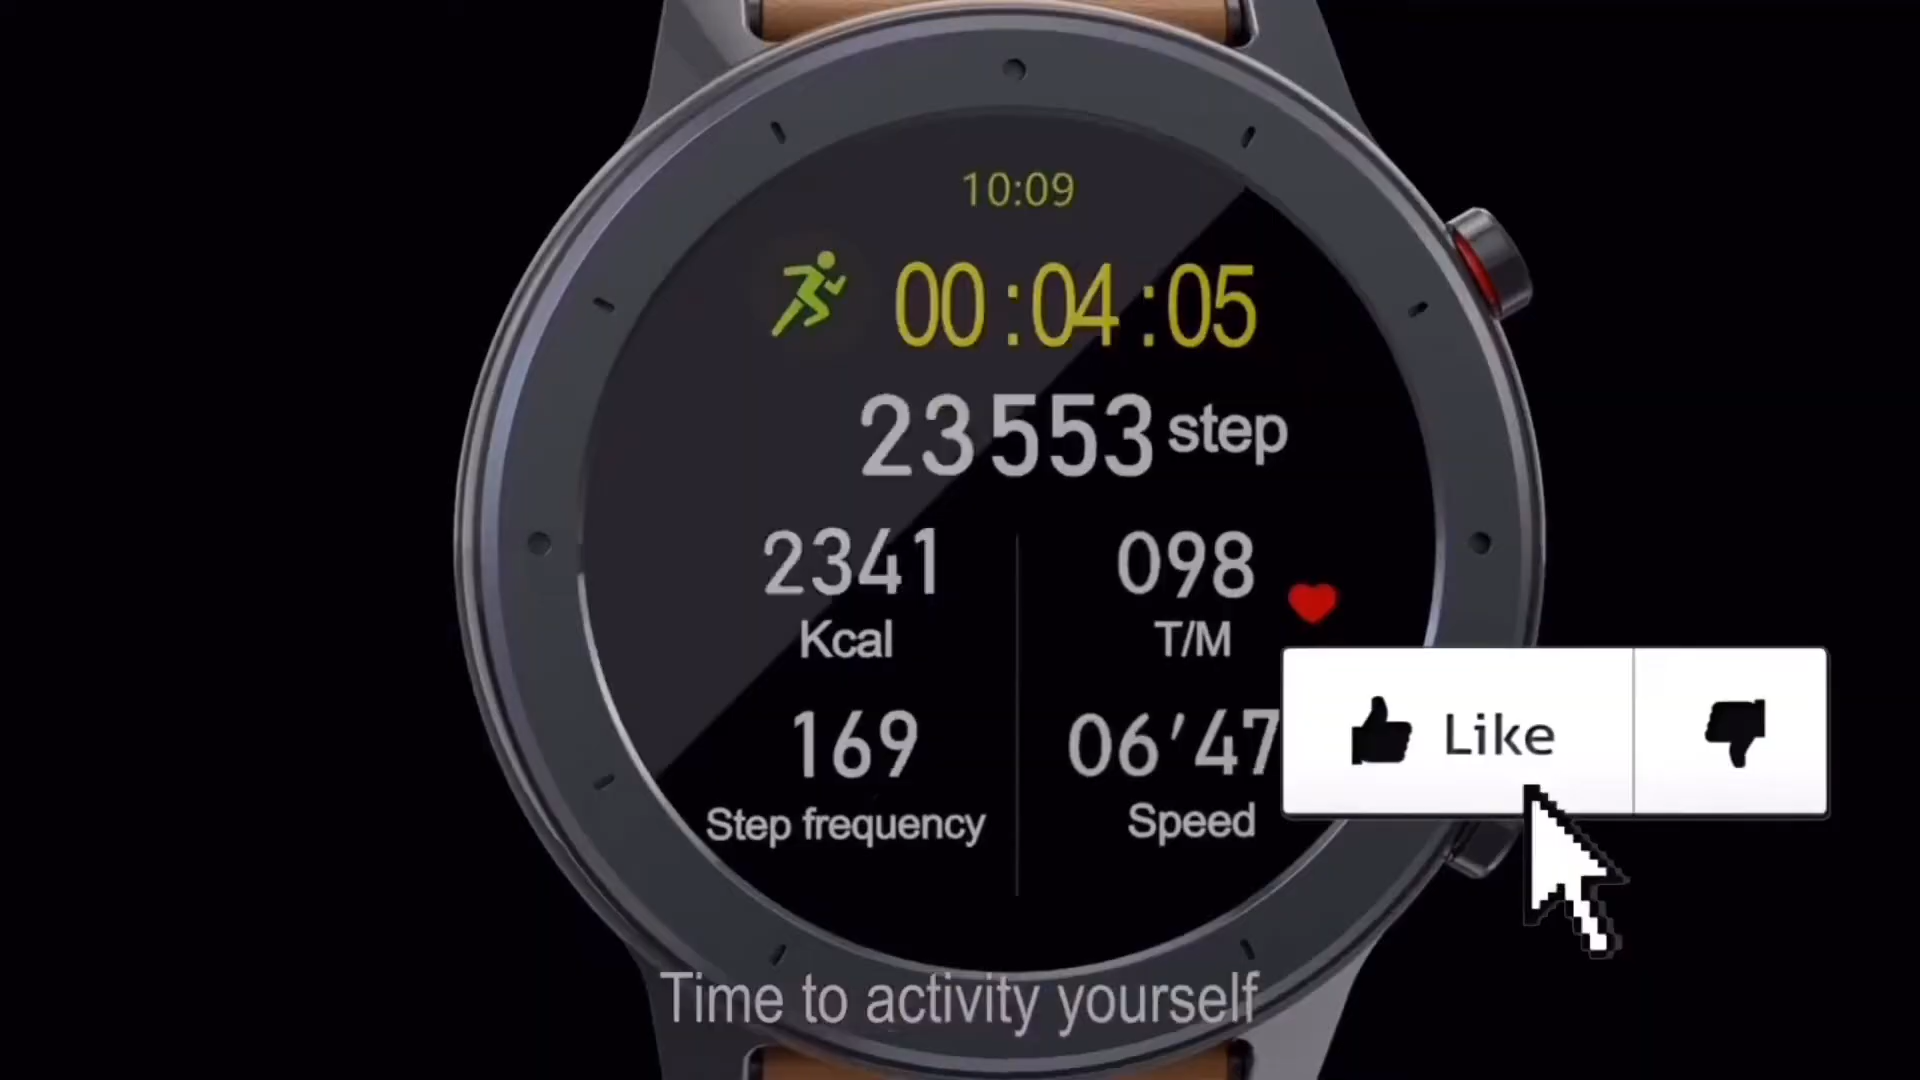 10:09
00:04:05
23553 step
2341
Kcal
098
T/M
169
Step frequency
06'47
Speed
Like
Time to activity yourself